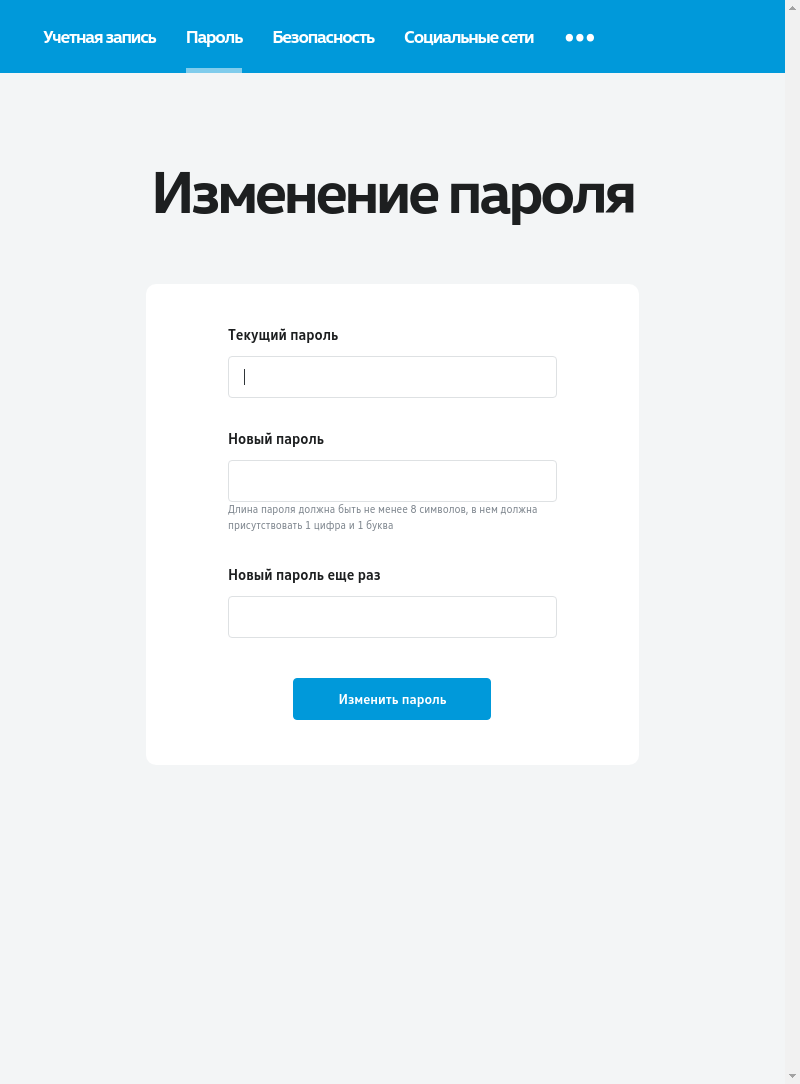 Учетная запись Пароль Безопасность Социальные сети •••
Изменение пароля
Текущий пароль
Новый пароль
Длина пароля должна быть не менее 8 символов, в нем должна
присутствовать 1 цифра и 1 буква
Новый пароль еще раз
Изменить пароль